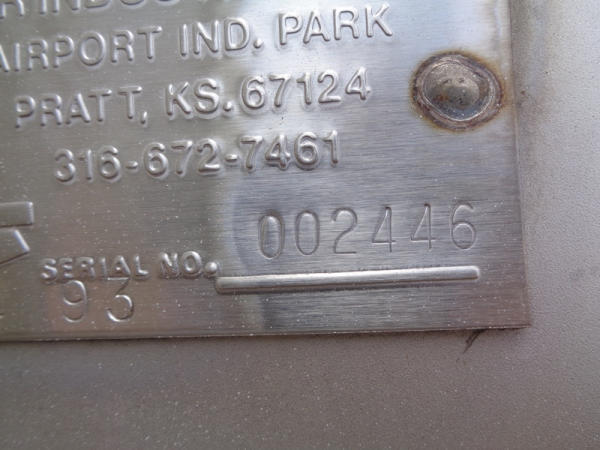 AIRPORT IND. PARK
PRATT, KS. 67124
316-672-7461
SERIAL NO. 002446
93